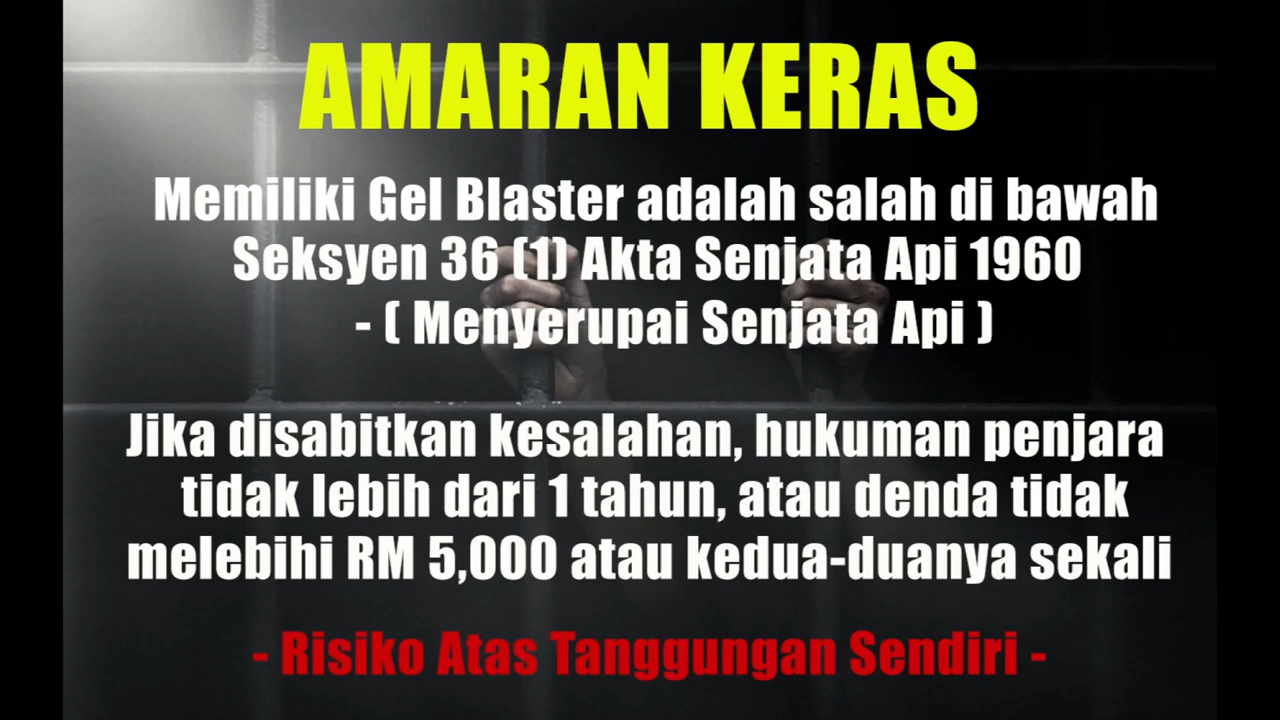 AMARAN KERAS
Memiliki Gel Blaster adalah salah di bawah
Seksyen 36 (1) Akta Senjata Api 1960
- ( Menyerupai Senjata Api )
Jika disabitkan kesalahan, hukuman penjara
tidak lebih dari 1 tahun, atau denda tidak
melebihi RM 5,000 atau kedua-duanya sekali
- Risiko Atas Tanggungan Sendiri -